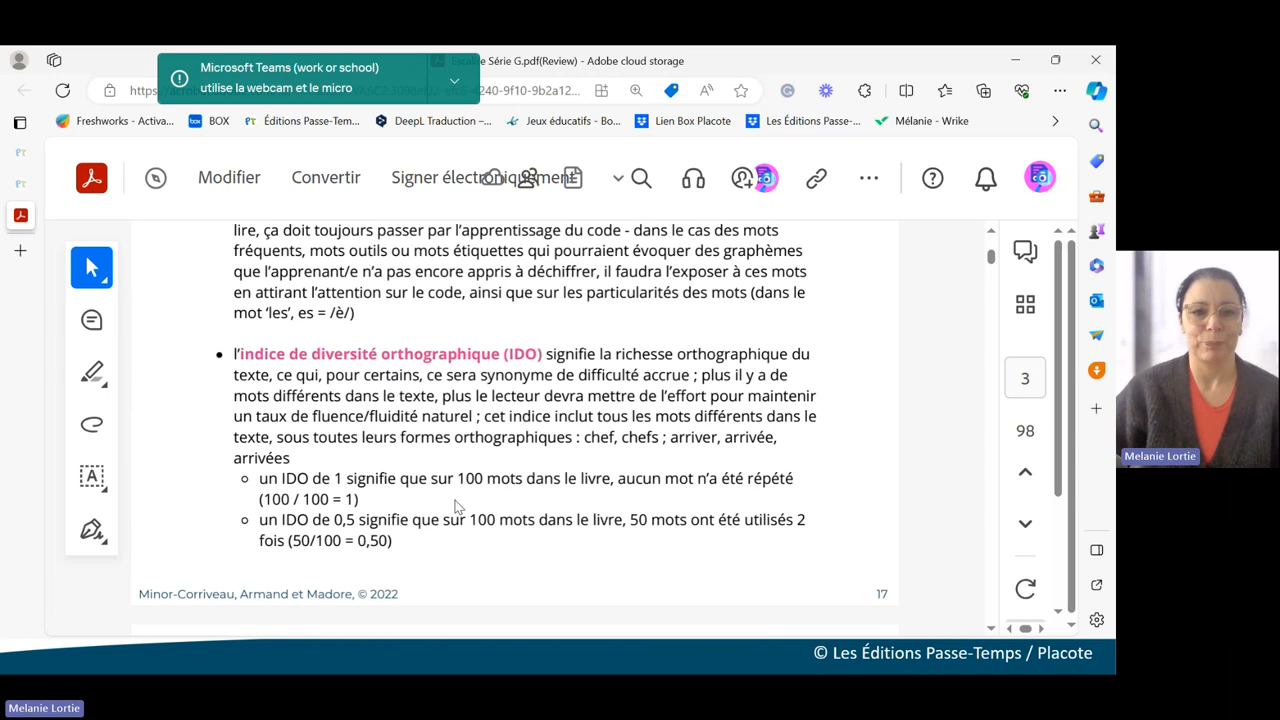 Microsoft Teams (work or school)
utilise la webcam et le micro
Série G.pdf(Review) - Adobe cloud storage
https:
-4240-9f10-9b2a12...
Freshworks - Activa...
BOX
Éditions Passe-Tem...
DeepL Traduction –...
Jeux éducatifs - Bo...
Lien Box Placote
Les Éditions Passe-...
Mélanie - Wrike
Modifier
Convertir
Signer électroniquement
lire, ça doit toujours passer par l’apprentissage du code - dans le cas des mots
fréquents, mots outils ou mots étiquettes qui pourraient évoquer des graphèmes
que l’apprenant/e n’a pas encore appris à déchiffrer, il faudra l’exposer à ces mots
en attirant l’attention sur le code, ainsi que sur les particularités des mots (dans le
mot ‘les’, es = /è/)
• l’indice de diversité orthographique (IDO) signifie la richesse orthographique du
texte, ce qui, pour certains, ce sera synonyme de difficulté accrue ; plus il y a de
mots différents dans le texte, plus le lecteur devra mettre de l’effort pour maintenir
un taux de fluence/fluidité naturel ; cet indice inclut tous les mots différents dans le
texte, sous toutes leurs formes orthographiques : chef, chefs ; arriver, arrivée,
arrivées
un IDO de 1 signifie que sur 100 mots dans le livre, aucun mot n’a été répété
(100 / 100 = 1)
un IDO de 0,5 signifie que sur 100 mots dans le livre, 50 mots ont été utilisés 2
fois (50/100 = 0,50)
Minor-Corriveau, Armand et Madore, © 2022
17
3
98
Melanie Lortie
© Les Éditions Passe-Temps / Placote
Melanie Lortie